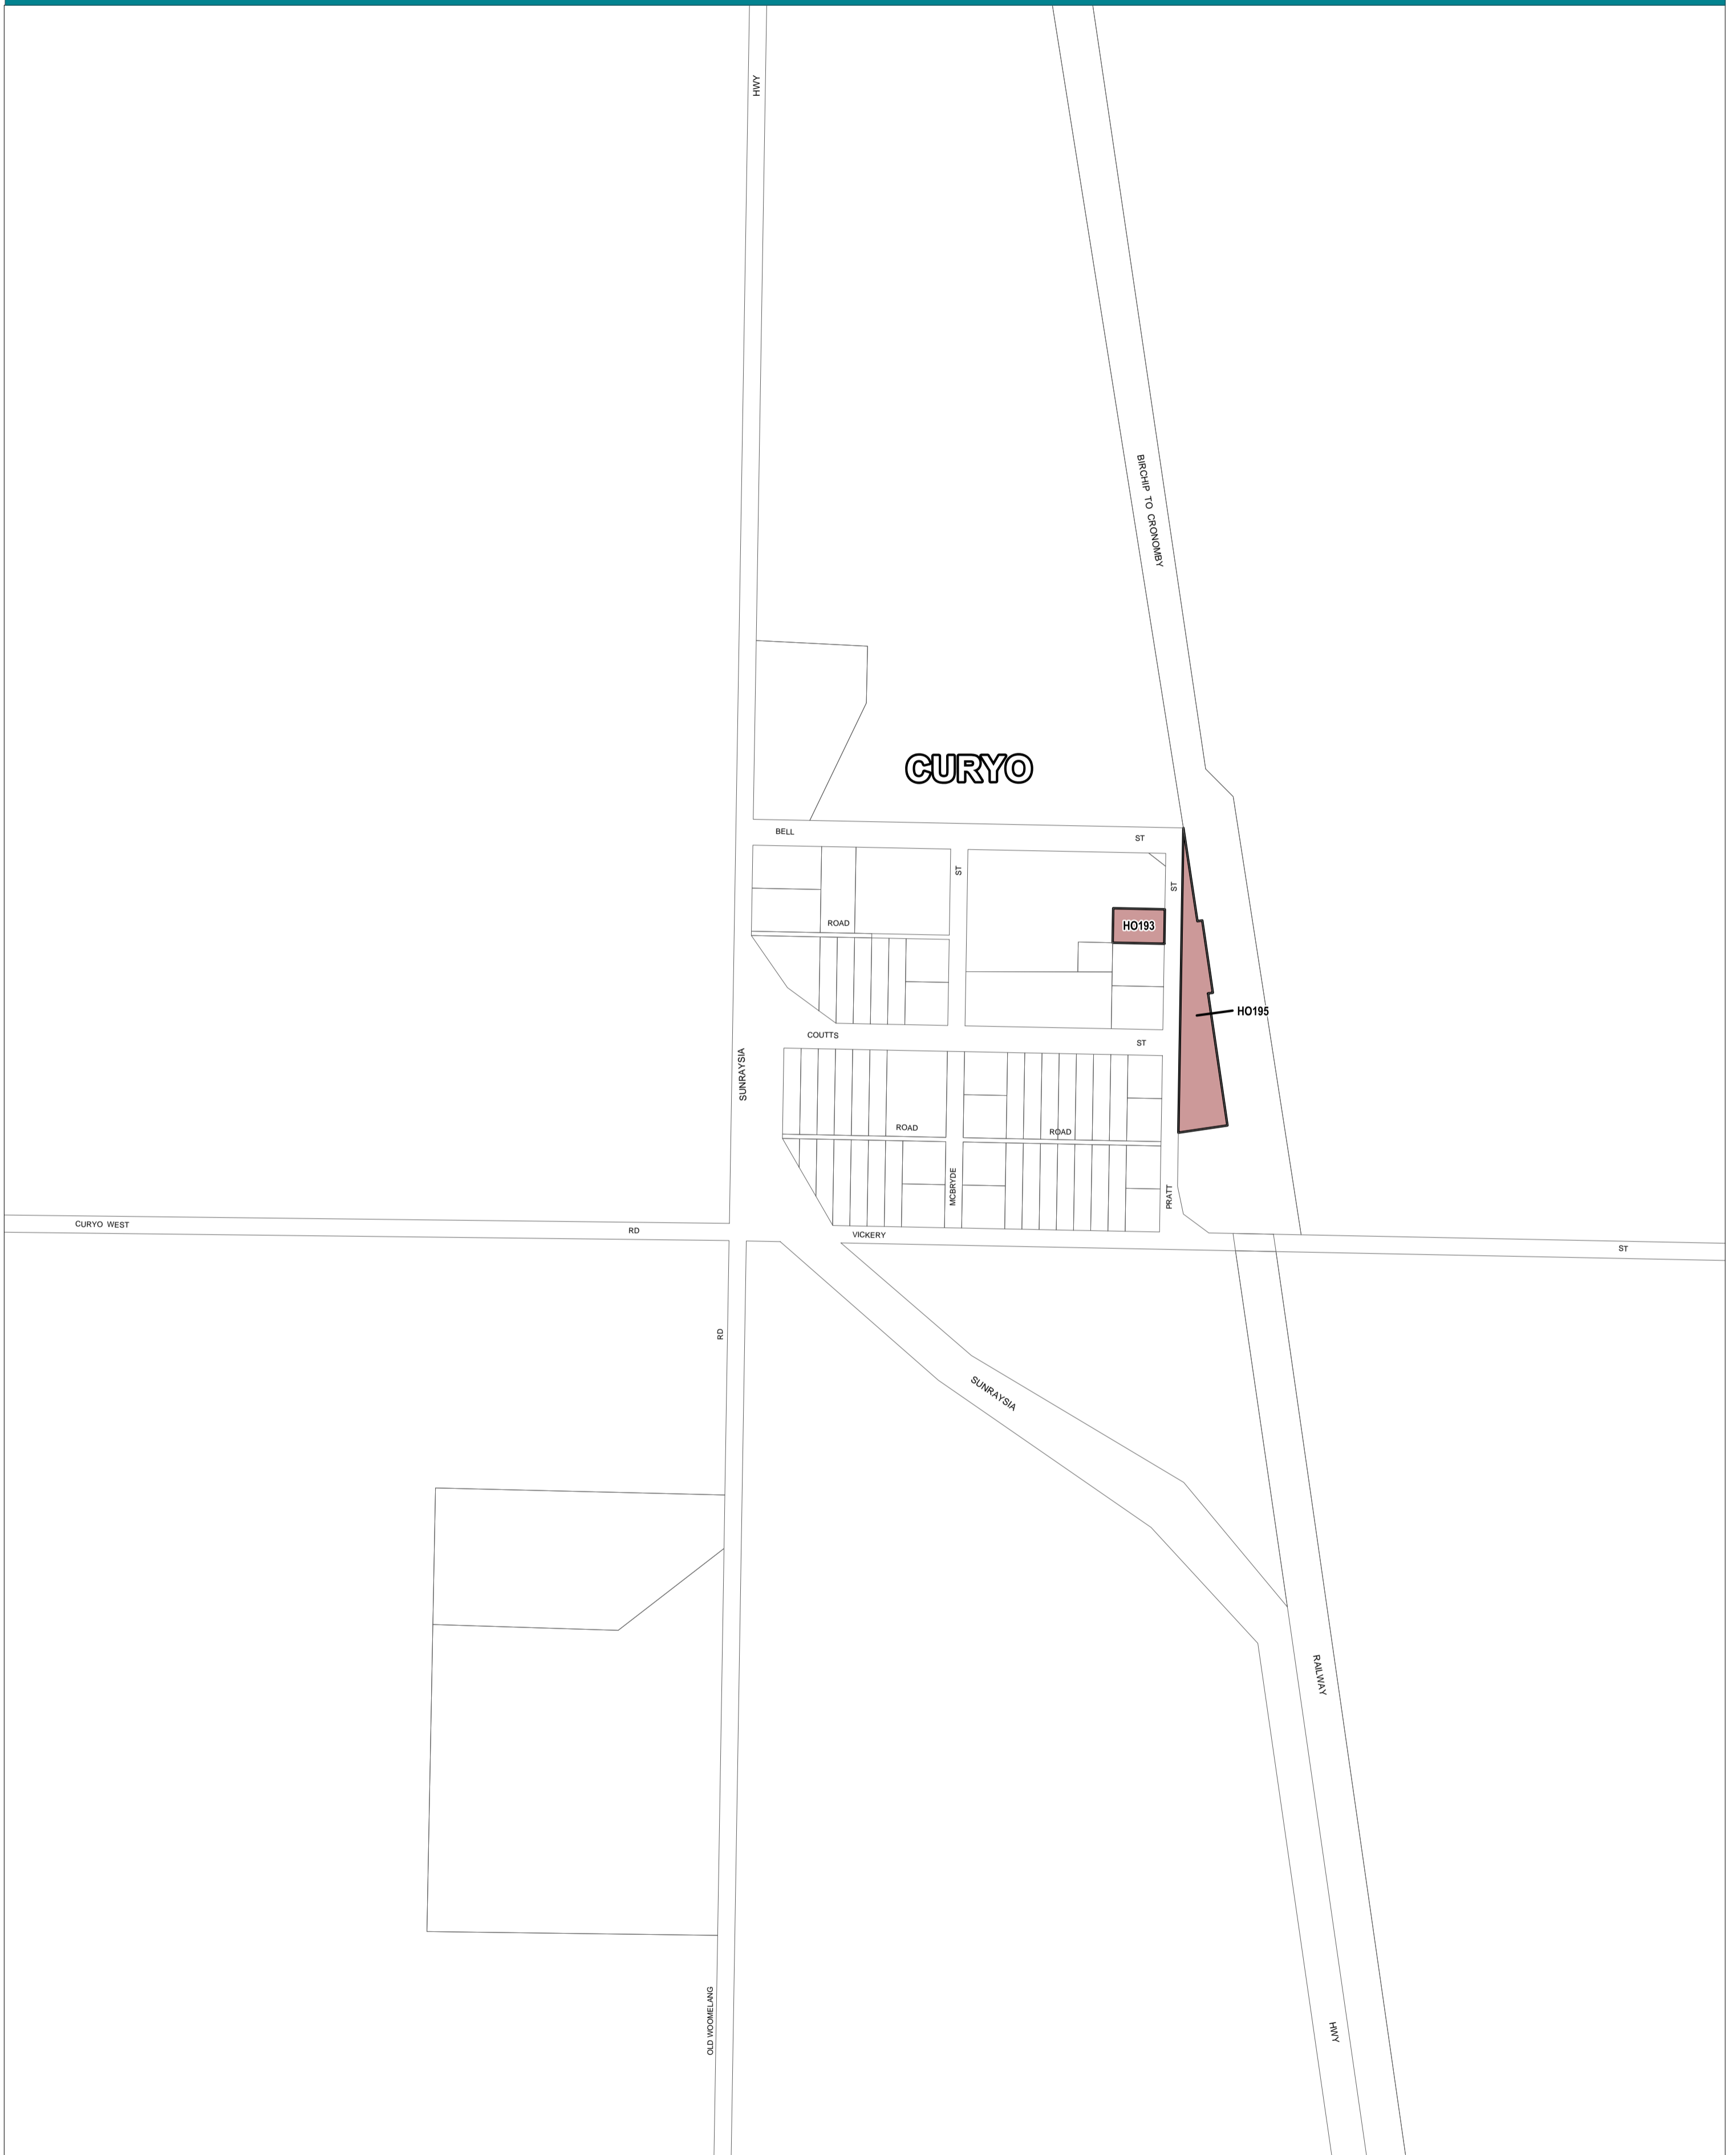 HWY
BIRCHIP TO CRONOMBY
CURYO
BELL
ST
ST
ST
ROAD
HO193
HO195
COUTTS
ST
SUNRAYSIA
ROAD
ROAD
MCBRYDE
PRATT
CURYO WEST
RD
VICKERY
ST
RD
SUNRAYSIA
RAILWAY
OLD WOOMELANG
HWY